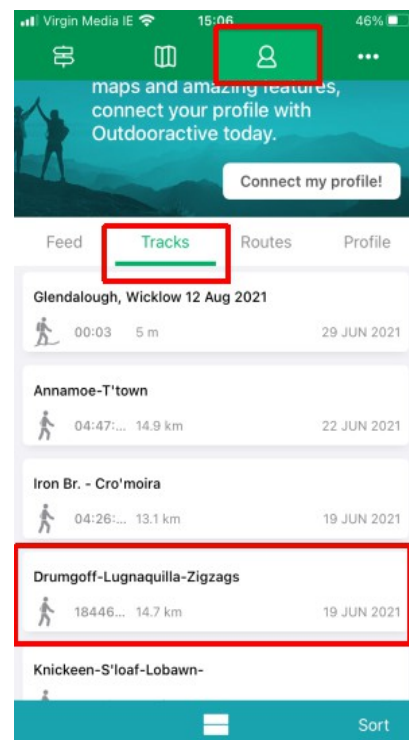 Virgin Media IE 15:06 46%
maps and amazing features,
connect your profile with
Outdooractive today.
Connect my profile!
Feed Tracks Routes Profile
Glendalough, Wicklow 12 Aug 2021
00:03 5 m 29 JUN 2021
Annamoe-T'town
04:47:... 14.9 km 22 JUN 2021
Iron Br. - Cro'moira
04:26:... 13.1 km 19 JUN 2021
Drumgoff-Lugnaquilla-Zigzags
18446... 14.7 km 19 JUN 2021
Knickeen-S'loaf-Lobawn-
Sort